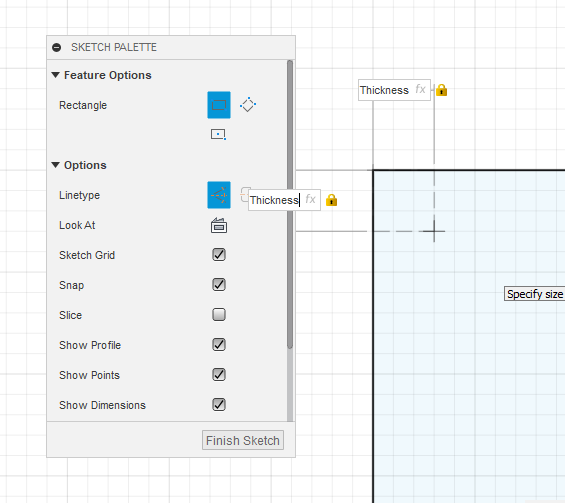 SKETCH PALETTE
Feature Options
Rectangle
Options
Linetype
Look At
Sketch Grid
Snap
Slice
Show Profile
Show Points
Show Dimensions
Finish Sketch
Thickness fx
Thickness fx
Specify size